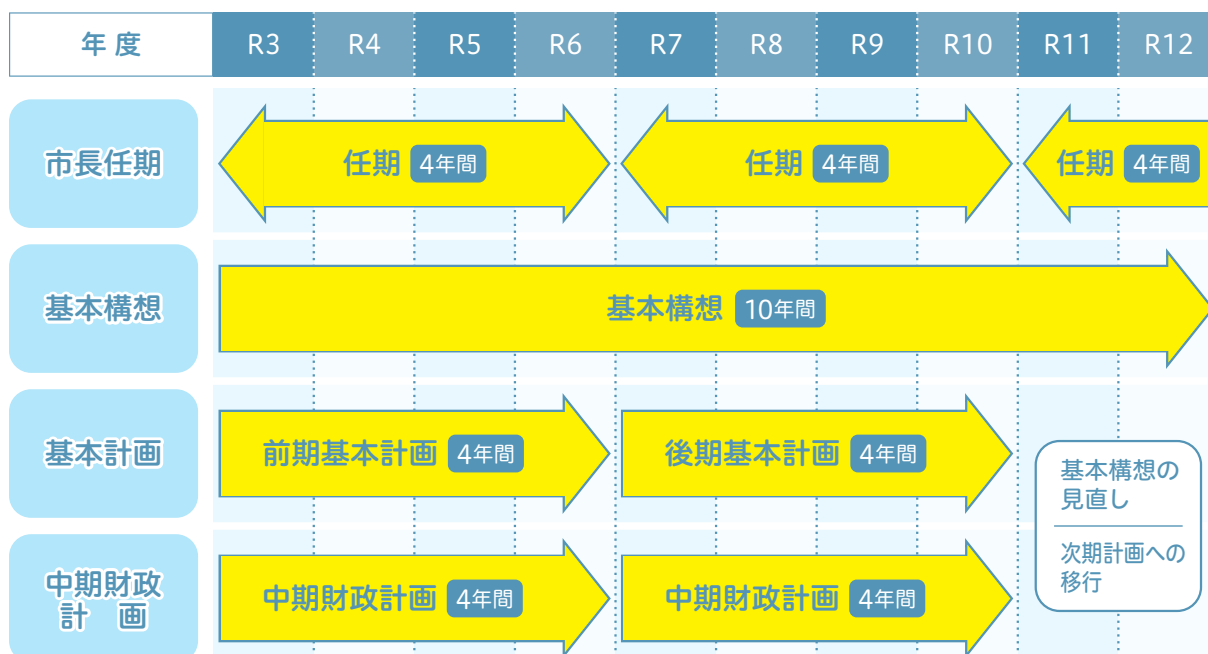 年 度 R3 R4 R5 R6 R7 R8 R9 R10 R11 R12
市長任期 任期 4年間 任期 4年間 任期 4年間
基本構想 基本構想 10年間
基本計画 前期基本計画 4年間 後期基本計画 4年間
基本構想の
見直し
次期計画への
移行
中期財政
計　画
中期財政計画 4年間 中期財政計画 4年間